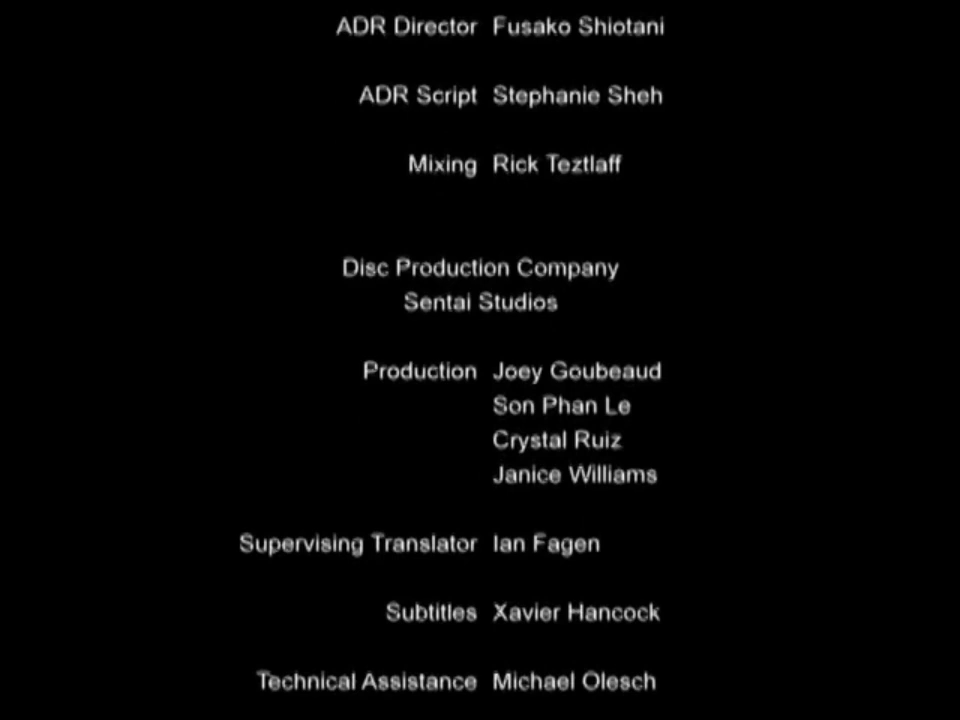 ADR Director Fusako Shiotani
ADR Script Stephanie Sheh
Mixing Rick Teztlaff
Disc Production Company
Sentai Studios
Production Joey Goubeaud
Son Phan Le
Crystal Ruiz
Janice Williams
Supervising Translator Ian Fagen
Subtitles Xavier Hancock
Technical Assistance Michael Olesch